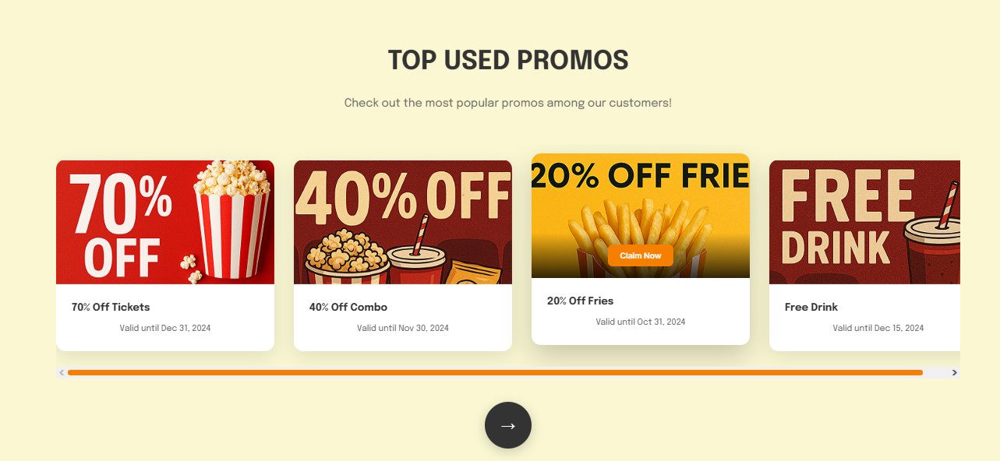 TOP USED PROMOS
Check out the most popular promos among our customers!
70%
OFF
70% Off Tickets
Valid until Dec 31, 2024
40% OFF
40% Off Combo
Valid until Nov 30, 2024
20% OFF FRIE
Claim Now
20% Off Fries
Valid until Oct 31, 2024
FREE
DRINK
Free Drink
Valid until Dec 15, 2024
→